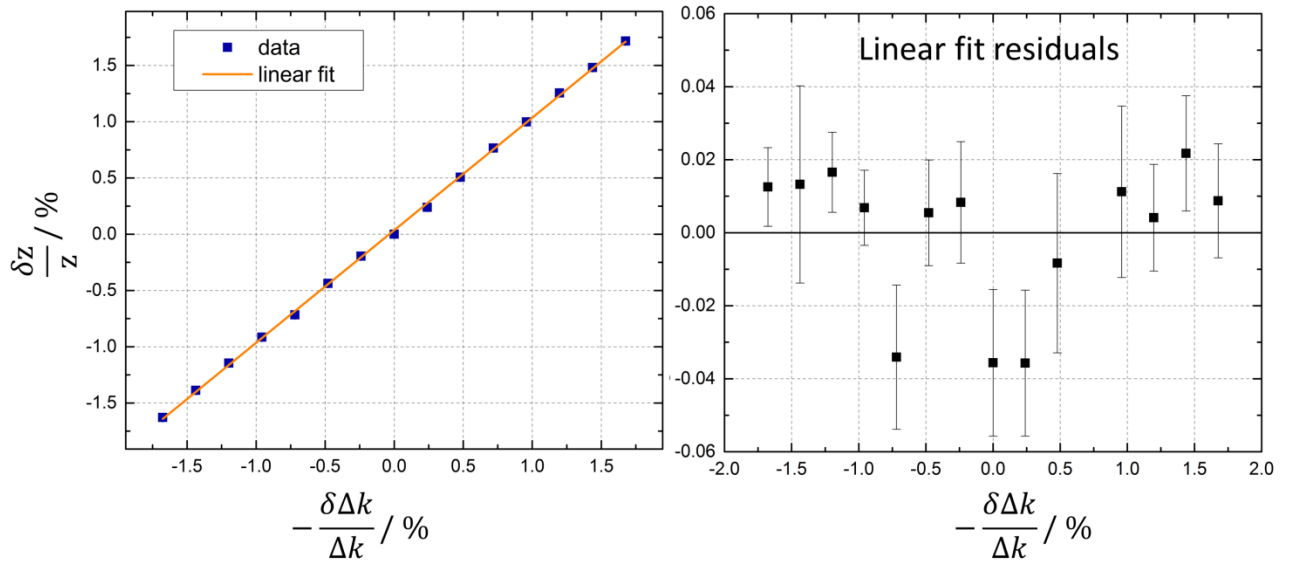 data
linear fit
1.5
1.0
0.5
0.0
-0.5
-1.0
-1.5
δz/z / %
-1.5 -1.0 -0.5 0.0 0.5 1.0 1.5
− δΔk/Δk / %
Linear fit residuals
0.06
0.04
0.02
0.00
-0.02
-0.04
-0.06
-2.0 -1.5 -1.0 -0.5 0.0 0.5 1.0 1.5 2.0
− δΔk/Δk / %